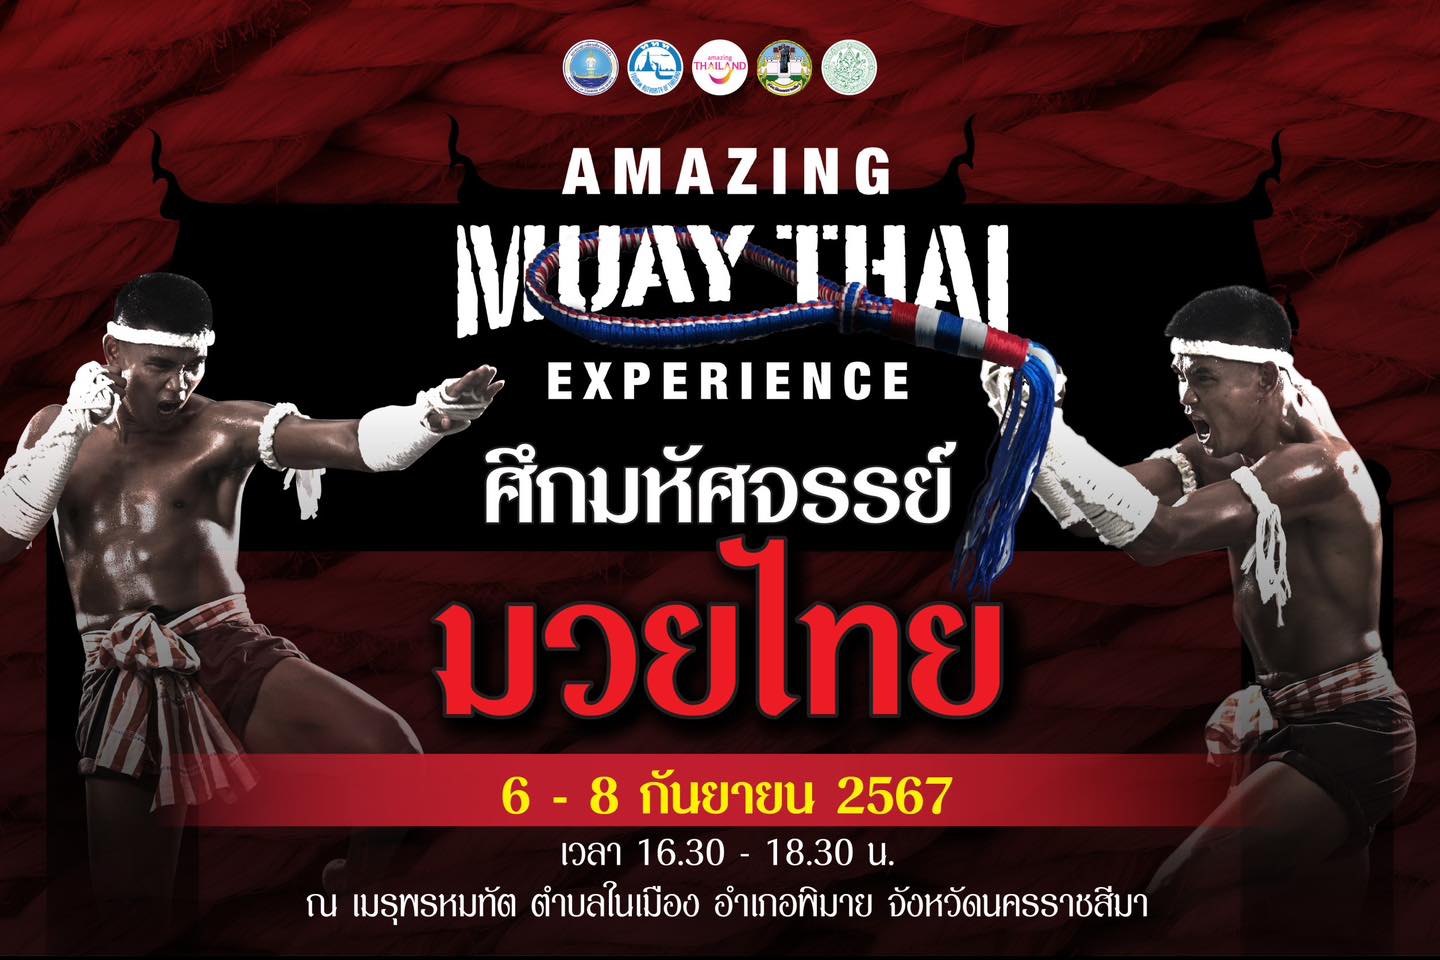 amazing
THAILAND
AMAZING
MUAY THAI
EXPERIENCE
ศึกมหัศจรรย์
มวยไทย
6 - 8 กันยายน 2567
เวลา 16.30 - 18.30 น.
ณ เมรุพรหมทัต ตำบลในเมือง อำเภอพิมาย จังหวัดนครราชสีมา